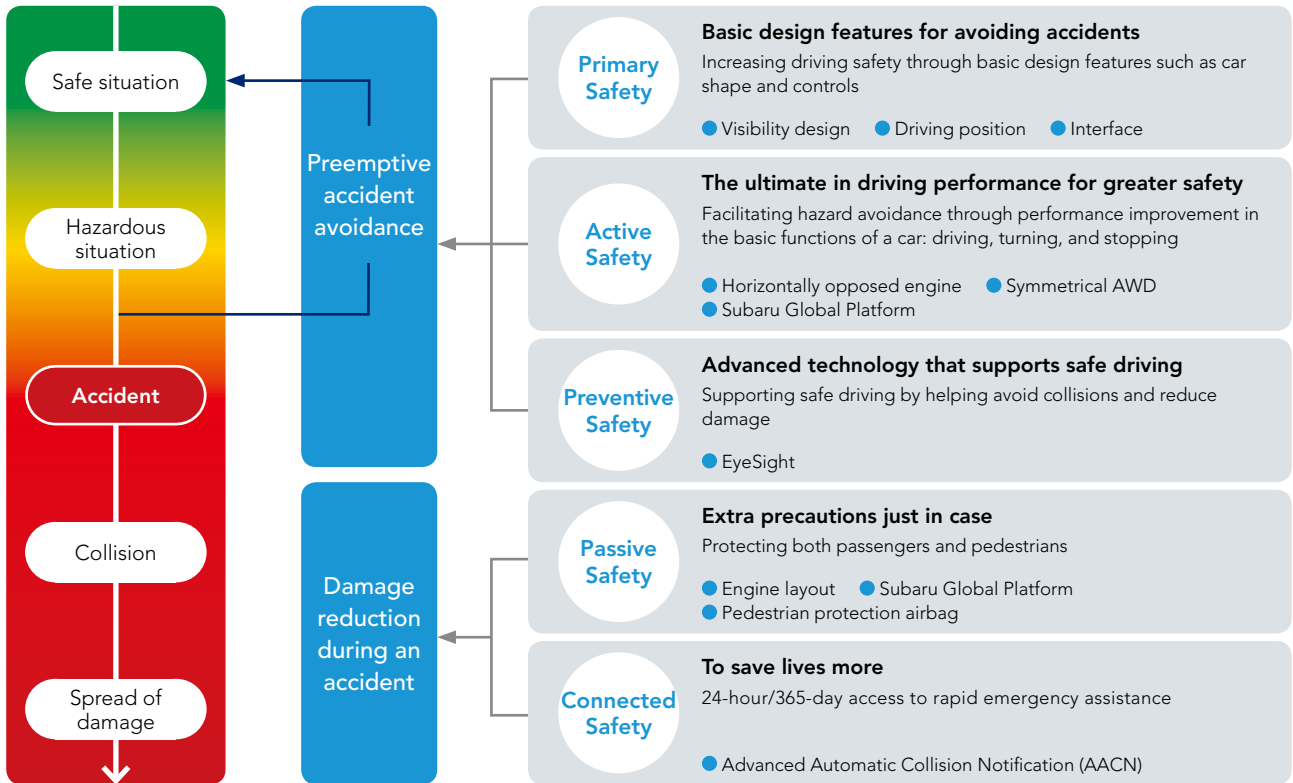 Safe situation
Hazardous
situation
Accident
Collision
Spread of
damage
Preemptive
accident
avoidance
Damage
reduction
during an
accident
Primary
Safety
Basic design features for avoiding accidents
Increasing driving safety through basic design features such as car
shape and controls
Visibility design Driving position Interface
Active
Safety
The ultimate in driving performance for greater safety
Facilitating hazard avoidance through performance improvement in
the basic functions of a car: driving, turning, and stopping
Horizontally opposed engine Symmetrical AWD
Subaru Global Platform
Preventive
Safety
Advanced technology that supports safe driving
Supporting safe driving by helping avoid collisions and reduce
damage
EyeSight
Passive
Safety
Extra precautions just in case
Protecting both passengers and pedestrians
Engine layout Subaru Global Platform
Pedestrian protection airbag
Connected
Safety
To save lives more
24-hour/365-day access to rapid emergency assistance
Advanced Automatic Collision Notification (AACN)